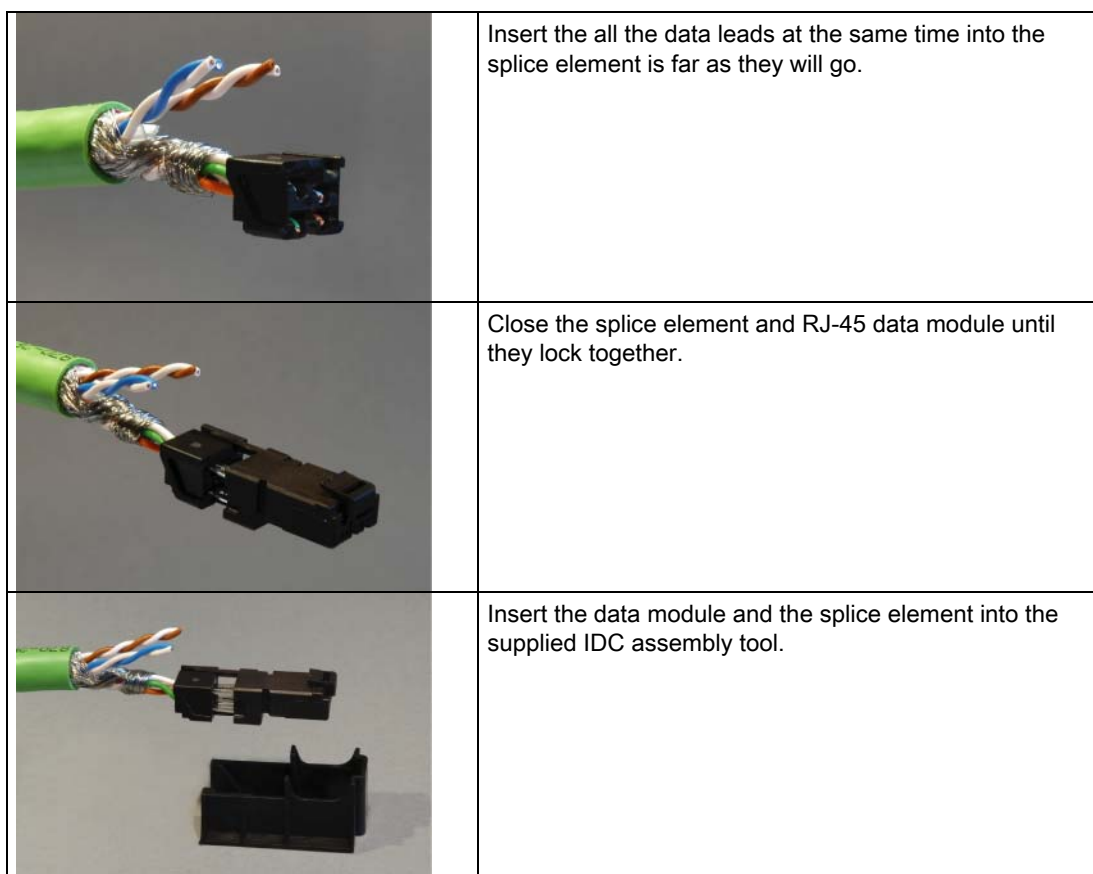 Insert the all the data leads at the same time into the
splice element is far as they will go.
Close the splice element and RJ-45 data module until
they lock together.
Insert the data module and the splice element into the
supplied IDC assembly tool.